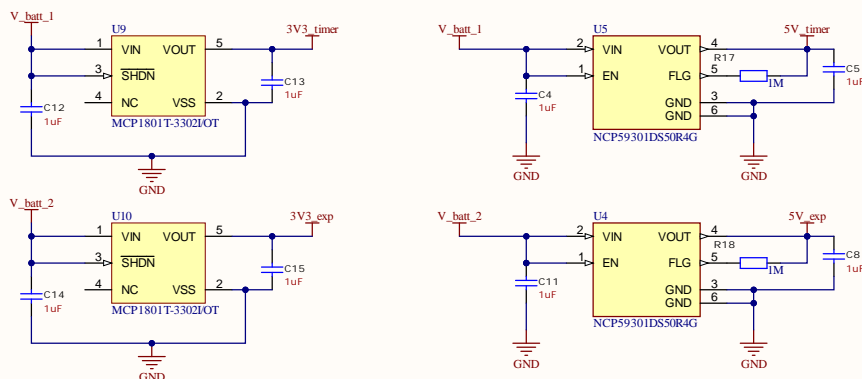 V_batt_1
U9
3V3_timer
1 VIN VOUT 5
3 SHDN
4 NC VSS 2
C12
1uF
C13
1uF
MCP1801T-3302I/OT
GND
V_batt_1
U5
5V_timer
2 VIN VOUT 4
R17
1 EN FLG 5
1M
C4
1uF
C5
1uF
GND 3
GND 6
NCP59301DS50R4G
GND
GND
V_batt_2
U10
3V3_exp
1 VIN VOUT 5
3 SHDN
4 NC VSS 2
C14
1uF
C15
1uF
MCP1801T-3302I/OT
GND
V_batt_2
U4
5V_exp
2 VIN VOUT 4
R18
1 EN FLG 5
1M
C11
1uF
C8
1uF
GND 3
GND 6
NCP59301DS50R4G
GND
GND